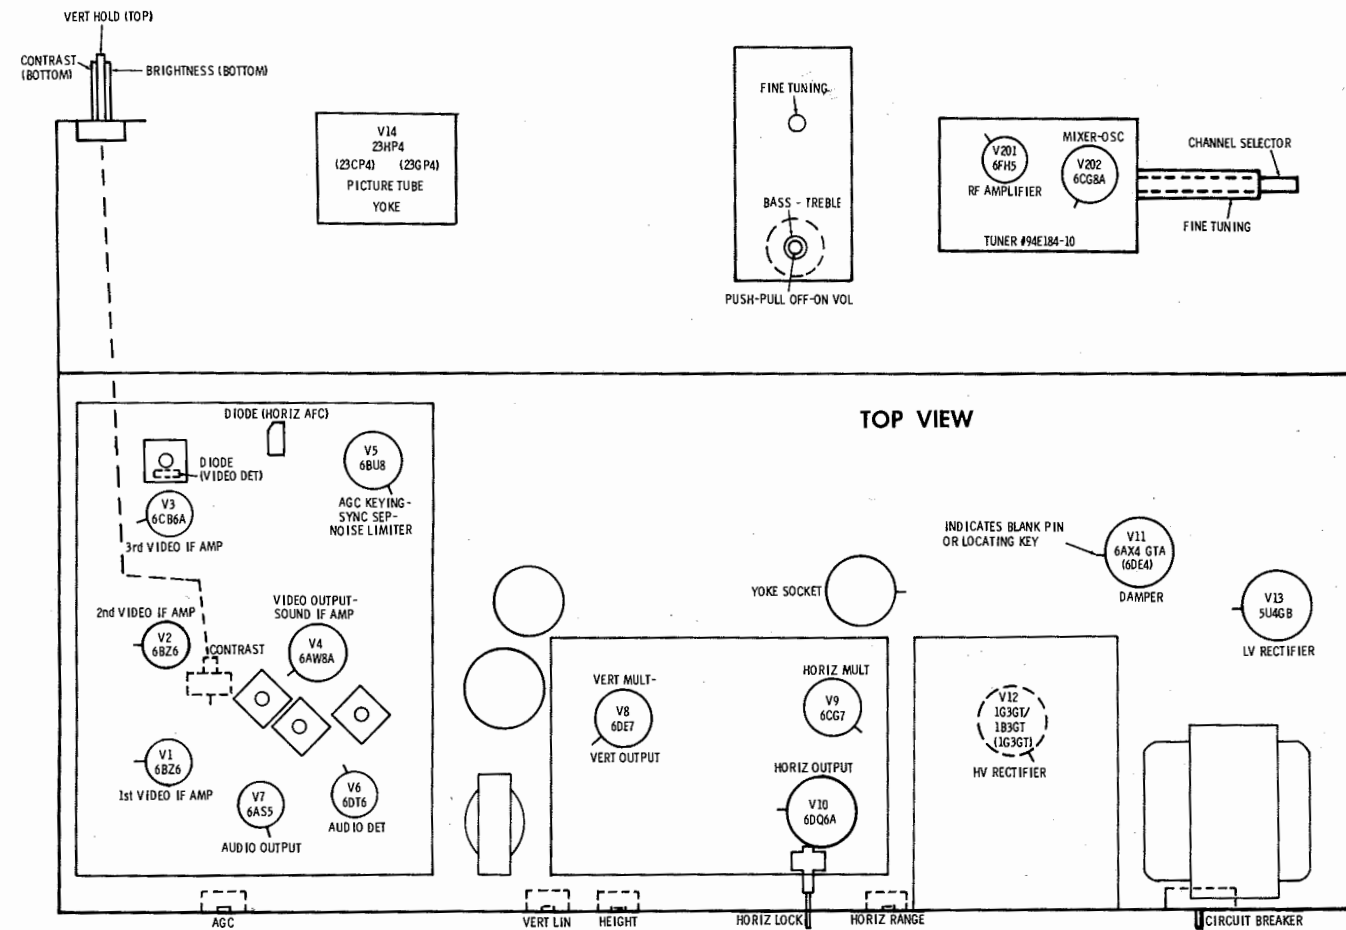 VERT HOLD (TOP)
CONTRAST
(BOTTOM)
BRIGHTNESS (BOTTOM)
V14
23HP4
(23CP4) (23GP4)
PICTURE TUBE
YOKE
FINE TUNING
BASS - TREBLE
PUSH-PULL OFF-ON VOL
MIXER-OSC
V201
6FH5
RF AMPLIFIER
V202
6CG8A
TUNER #94E184-10
CHANNEL SELECTOR
FINE TUNING
TOP VIEW
DIODE (HORIZ AFC)
DIODE
(VIDEO DET)
V5
6BU8
AGC KEYING-
SYNC SEP-
NOISE LIMITER
V3
6CB6A
3rd VIDEO IF AMP
2nd VIDEO IF AMP
V2
6BZ6
CONTRAST
VIDEO OUTPUT-
SOUND IF AMP
V4
6AW8A
V1
6BZ6
1st VIDEO IF AMP
V7
6AS5
AUDIO OUTPUT
V6
6DT6
AUDIO DET
YOKE SOCKET
INDICATES BLANK PIN
OR LOCATING KEY
V11
6AX4 GTA
(6DE4)
DAMPER
V13
5U4GB
LV RECTIFIER
VERT MULT-
V8
6DE7
VERT OUTPUT
HORIZ MULT
V9
6CG7
HORIZ OUTPUT
V10
6DQ6A
V12
1G3GT/
1B3GT
(1G3GT)
HV RECTIFIER
AGC
VERT LIN
HEIGHT
HORIZ LOCK
HORIZ RANGE
CIRCUIT BREAKER